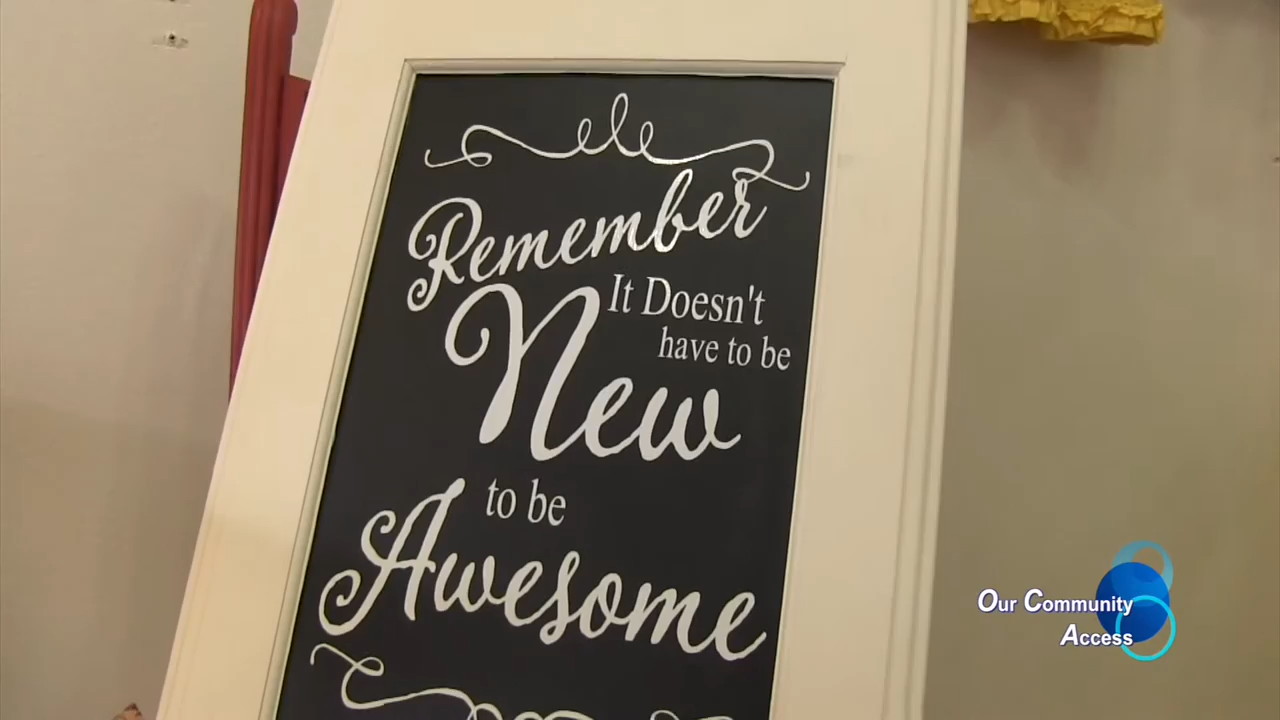 Remember
It Doesn't
have to be
New
to be
Awesome
Our Community
Access